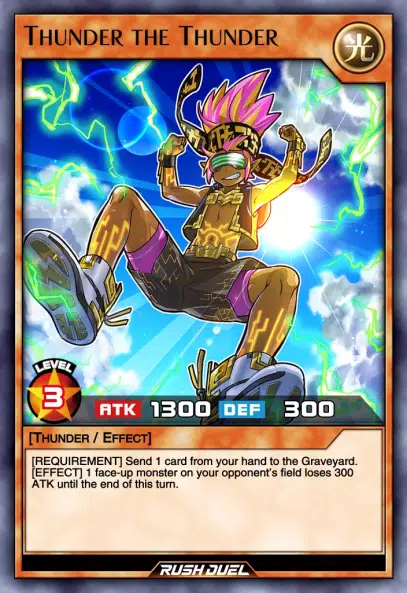 THUNDER THE THUNDER
光
LEVEL
3
ATK 1300 DEF 300
[THUNDER / EFFECT]
[REQUIREMENT] Send 1 card from your hand to the Graveyard.
[EFFECT] 1 face-up monster on your opponent's field loses 300
ATK until the end of this turn.
RUSH DUEL